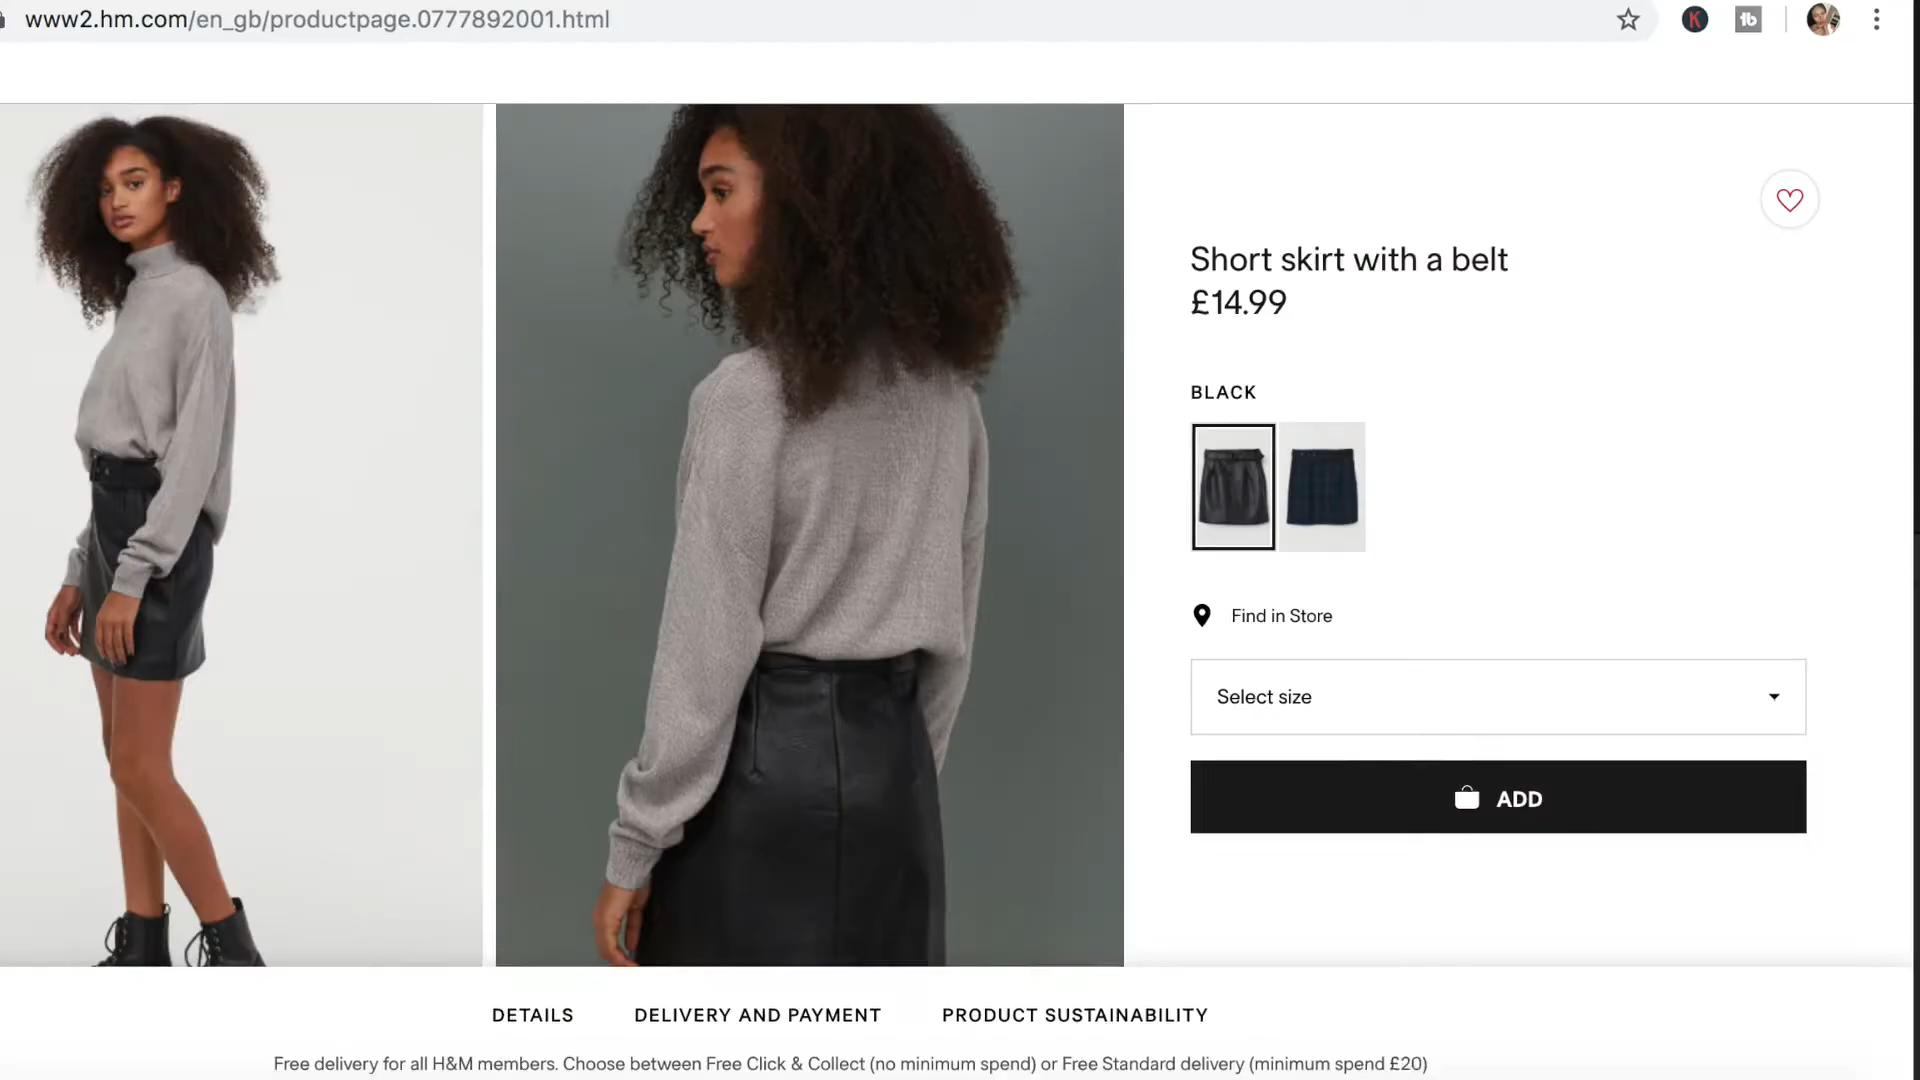 www2.hm.com/en_gb/productpage.0777892001.html
K
tb
Short skirt with a belt
£14.99
BLACK
Find in Store
Select size
ADD
DETAILS
DELIVERY AND PAYMENT
PRODUCT SUSTAINABILITY
Free delivery for all H&M members. Choose between Free Click & Collect (no minimum spend) or Free Standard delivery (minimum spend £20)